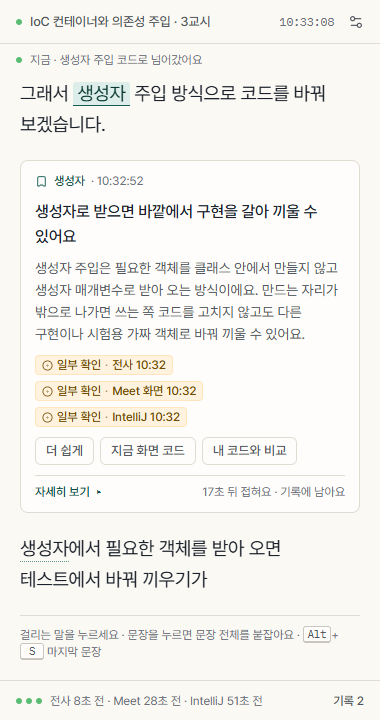 IoC 컨테이너와 의존성 주입 · 3교시 10:33:08
지금 · 생성자 주입 코드로 넘어갔어요
그래서 생성자 주입 방식으로 코드를 바꿔
보겠습니다.
생성자 · 10:32:52
생성자로 받으면 바깥에서 구현을 갈아 끼울 수
있어요
생성자 주입은 필요한 객체를 클래스 안에서 만들지 않고
생성자 매개변수로 받아 오는 방식이에요. 만드는 자리가
밖으로 나가면 쓰는 쪽 코드를 고치지 않고도 다른
구현이나 시험용 가짜 객체로 바꿔 끼울 수 있어요.
일부 확인 · 전사 10:32
일부 확인 · Meet 화면 10:32
일부 확인 · IntelliJ 10:32
더 쉽게 지금 화면 코드 내 코드와 비교
자세히 보기 ▸ 17초 뒤 접혀요 · 기록에 남아요
생성자에서 필요한 객체를 받아 오면
테스트에서 바꿔 끼우기가
걸리는 말을 누르세요 · 문장을 누르면 문장 전체를 붙잡아요 · Alt +
S 마지막 문장
전사 8초 전 · Meet 28초 전 · IntelliJ 51초 전 기록 2